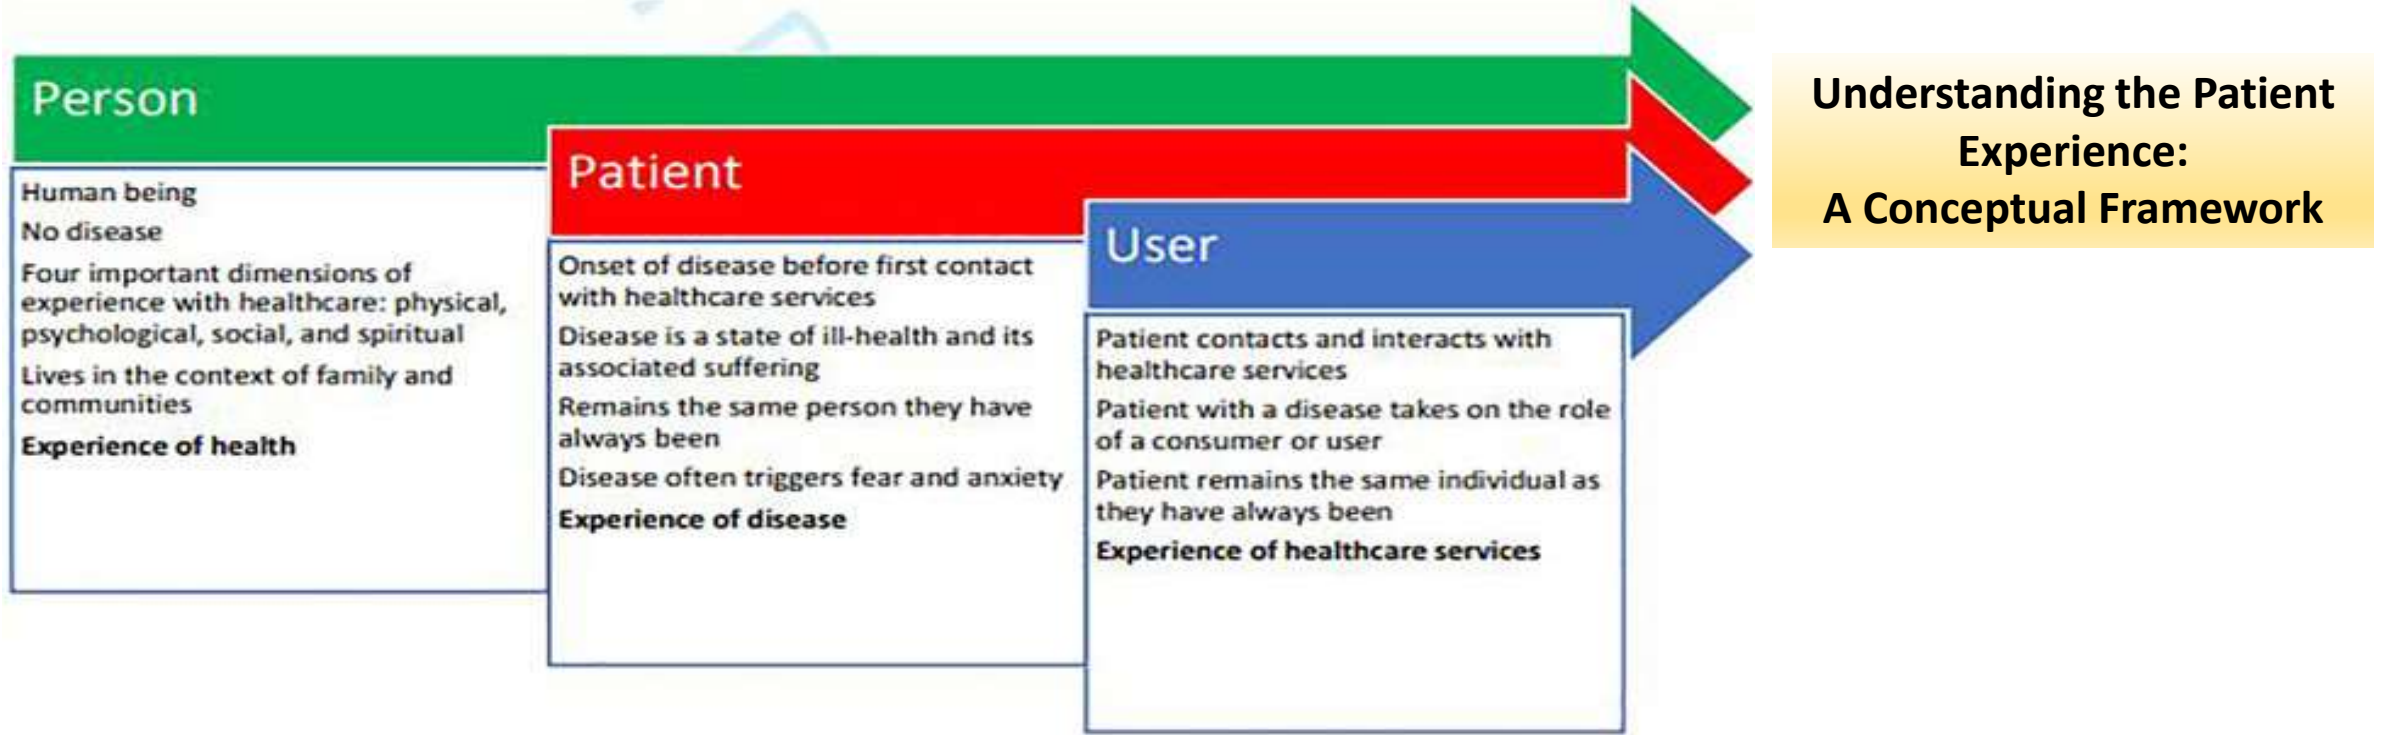 Person
Human being
No disease
Four important dimensions of
experience with healthcare: physical,
psychological, social, and spiritual
Lives in the context of family and
communities
Experience of health
Patient
Onset of disease before first contact
with healthcare services
Disease is a state of ill-health and its
associated suffering
Remains the same person they have
always been
Disease often triggers fear and anxiety
Experience of disease
User
Patient contacts and interacts with
healthcare services
Patient with a disease takes on the role
of a consumer or user
Patient remains the same individual as
they have always been
Experience of healthcare services
Understanding the Patient
Experience:
A Conceptual Framework